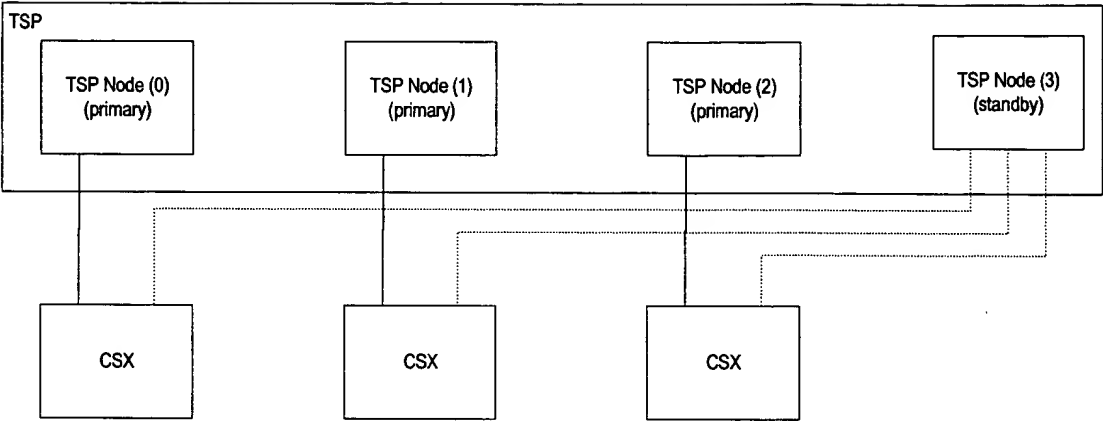 TSP
TSP Node (0)
(primary)
TSP Node (1)
(primary)
TSP Node (2)
(primary)
TSP Node (3)
(standby)
CSX
CSX
CSX